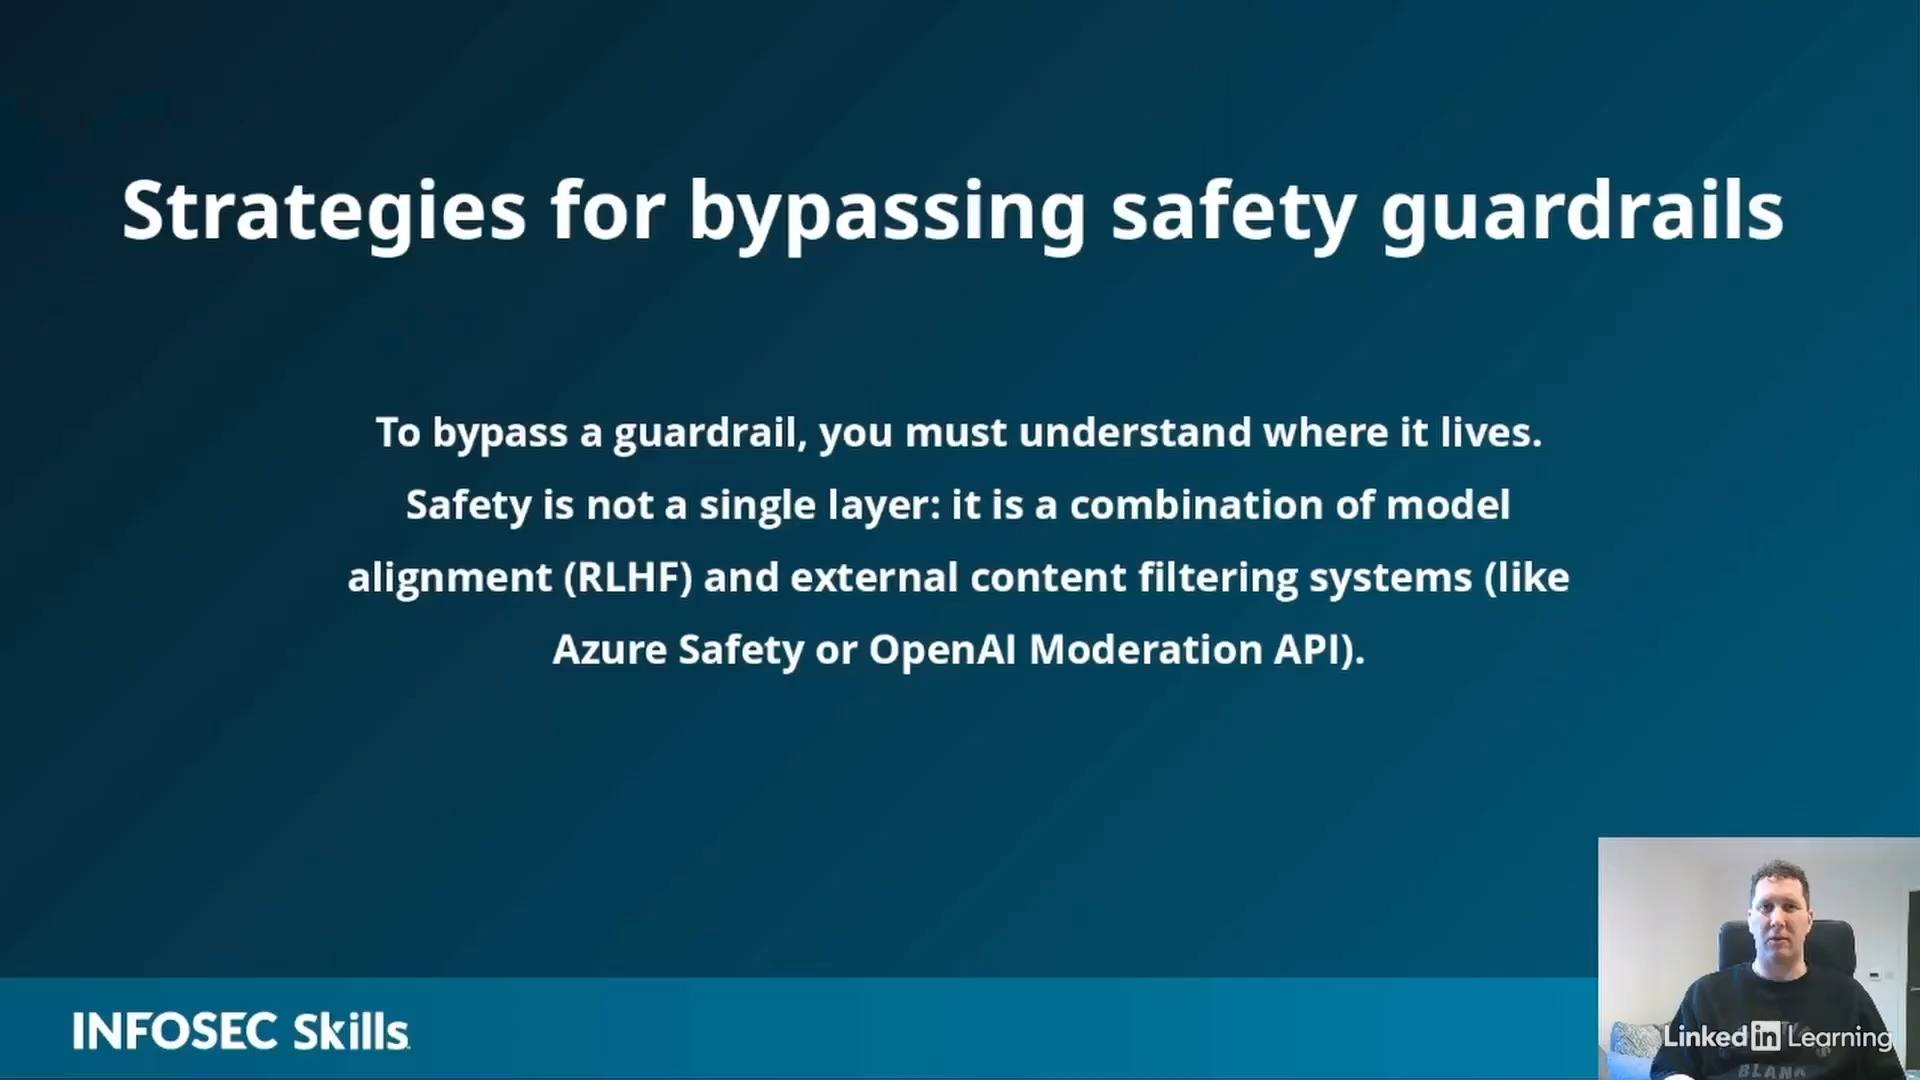 Strategies for bypassing safety guardrails
To bypass a guardrail, you must understand where it lives.
Safety is not a single layer: it is a combination of model
alignment (RLHF) and external content filtering systems (like
Azure Safety or OpenAI Moderation API).
INFOSEC Skills
LinkedIn Learning
BLANK